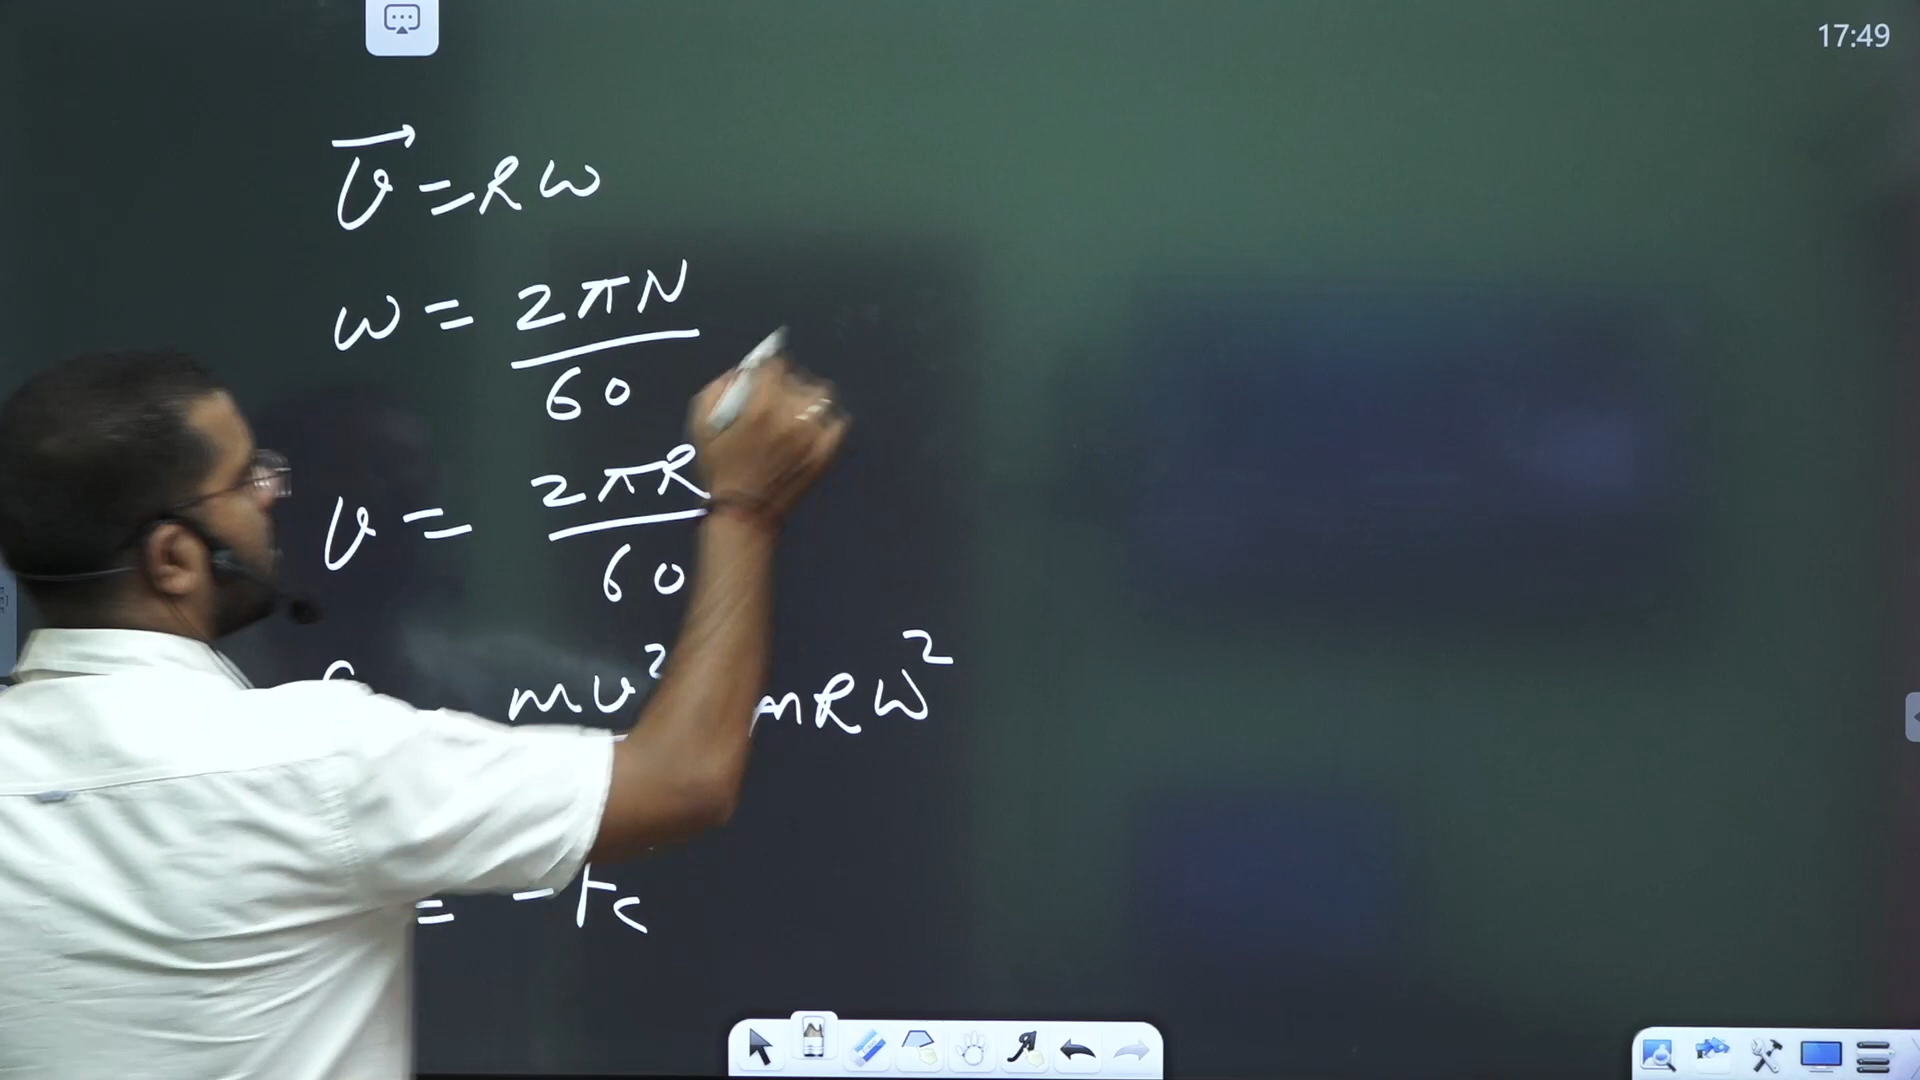 17:49
v⃗ = Rω
ω = 2πN / 60
v = 2πR / 60
mv² mRω²
= - Fc